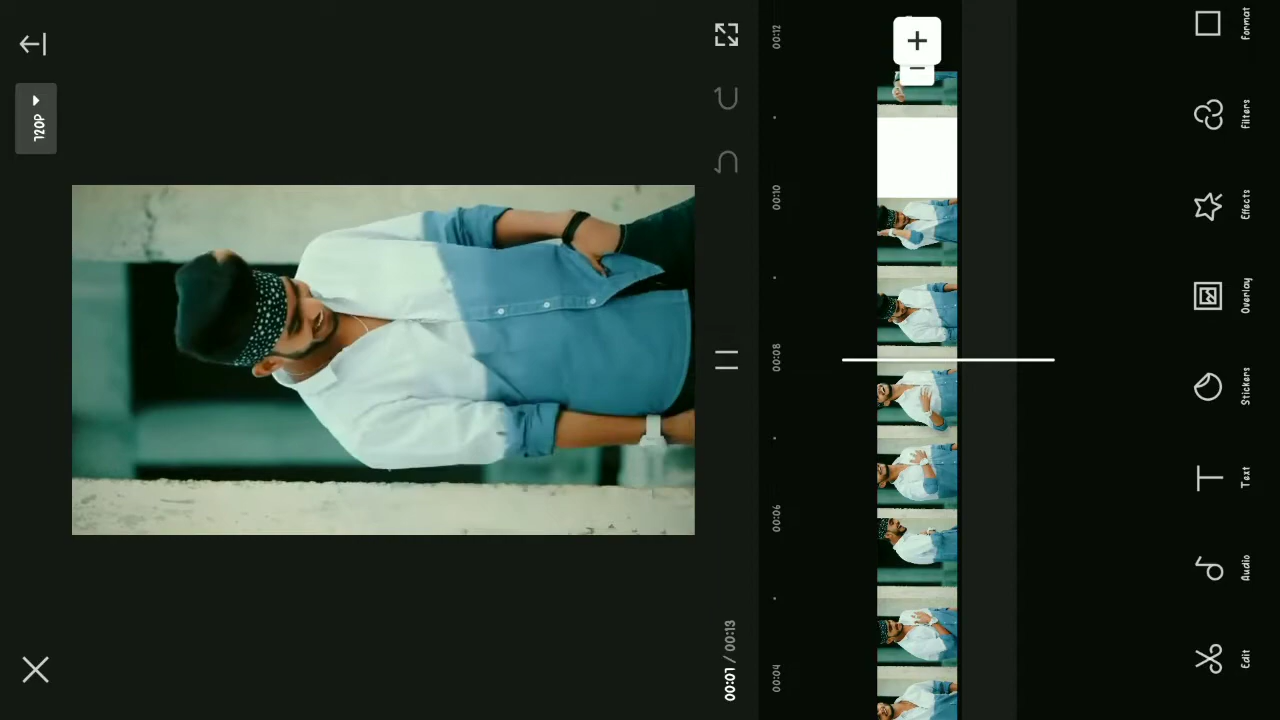 720P
00:07 / 00:13
00:04 00:06 00:08 00:10 00:12
Edit Audio Text Stickers Overlay Effects Filters Format